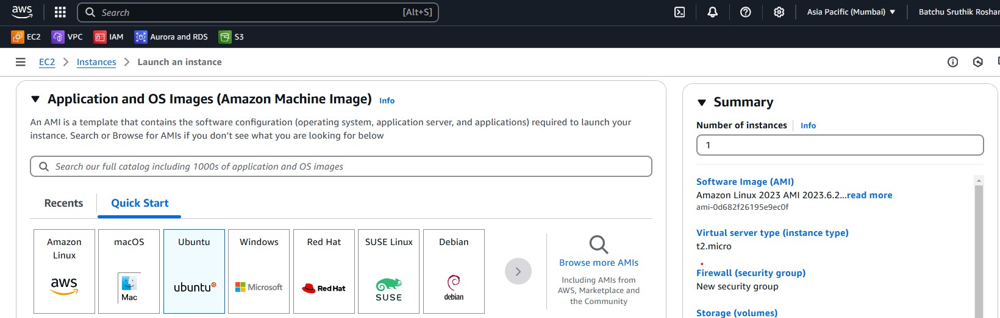 aws
Search [Alt+S]
Asia Pacific (Mumbai) Batchu Sruthik Roshan
EC2 VPC IAM Aurora and RDS S3
EC2 Instances Launch an instance
Application and OS Images (Amazon Machine Image) Info
An AMI is a template that contains the software configuration (operating system, application server, and applications) required to launch your
instance. Search or Browse for AMIs if you don’t see what you are looking for below
Search our full catalog including 1000s of application and OS images
Recents Quick Start
Amazon
Linux
aws
macOS
Mac
Ubuntu
ubuntu
Windows
Microsoft
Red Hat
Red Hat
SUSE Linux
SUSE
Debian
debian
Browse more AMIs
Including AMIs from
AWS, Marketplace and
the Community
Summary
Number of instances Info
1
Software Image (AMI)
Amazon Linux 2023 AMI 2023.6.2...read more
ami-0d682f26195e9ec0f
Virtual server type (instance type)
t2.micro
Firewall (security group)
New security group
Storage (volumes)